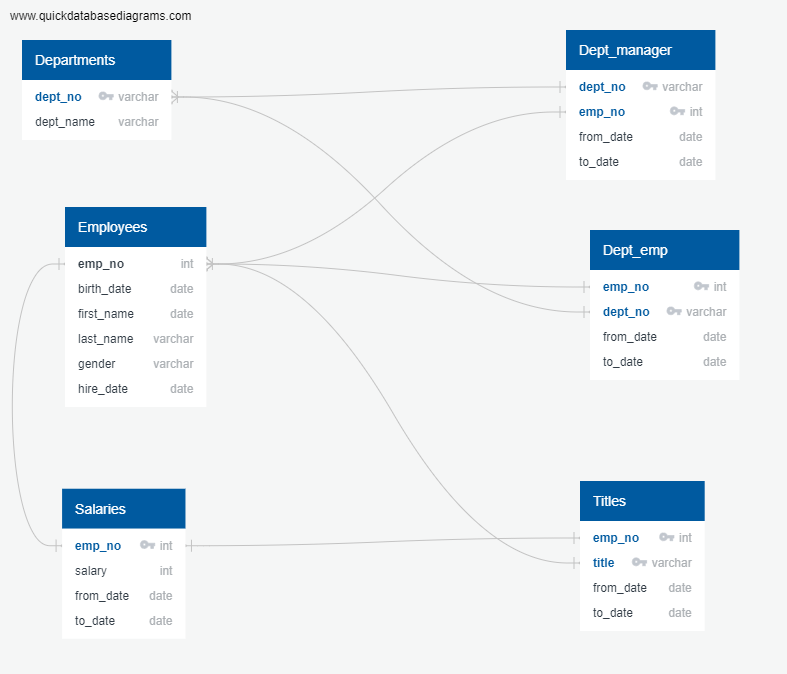 www.quickdatabasediagrams.com
Departments
dept_no varchar
dept_name varchar
Dept_manager
dept_no varchar
emp_no int
from_date date
to_date date
Employees
emp_no int
birth_date date
first_name date
last_name varchar
gender varchar
hire_date date
Dept_emp
emp_no int
dept_no varchar
from_date date
to_date date
Salaries
emp_no int
salary int
from_date date
to_date date
Titles
emp_no int
title varchar
from_date date
to_date date